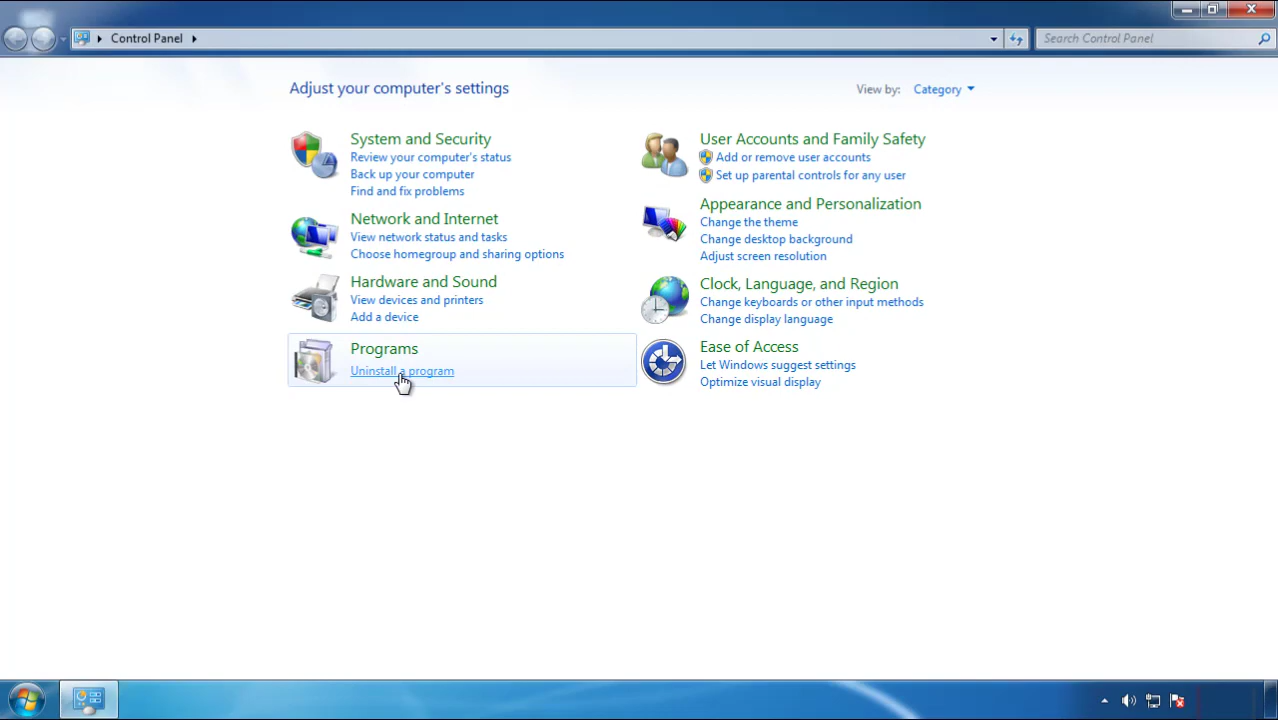 Control Panel
Search Control Panel
Adjust your computer's settings
View by: Category
System and Security
Review your computer's status
Back up your computer
Find and fix problems
Network and Internet
View network status and tasks
Choose homegroup and sharing options
Hardware and Sound
View devices and printers
Add a device
Programs
Uninstall a program
User Accounts and Family Safety
Add or remove user accounts
Set up parental controls for any user
Appearance and Personalization
Change the theme
Change desktop background
Adjust screen resolution
Clock, Language, and Region
Change keyboards or other input methods
Change display language
Ease of Access
Let Windows suggest settings
Optimize visual display